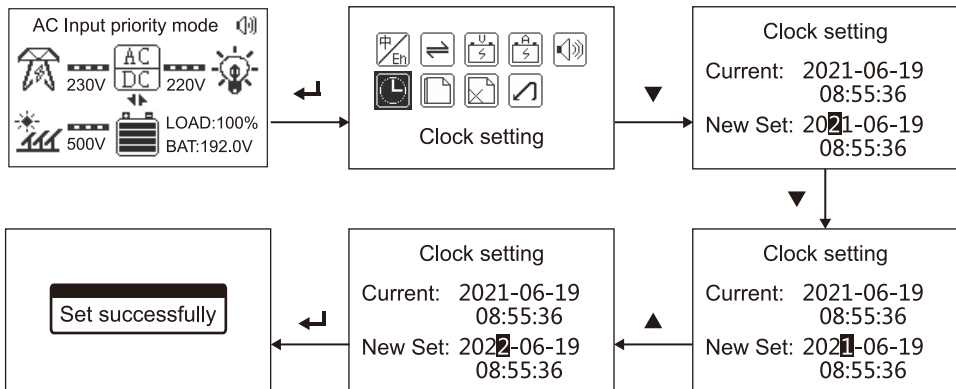 AC Input priority mode
AC
DC
230V
220V
500V
LOAD:100%
BAT:192.0V
中/En
U
A
Clock setting
Clock setting
Current: 2021-06-19
08:55:36
New Set: 2021-06-19
08:55:36
Set successfully
Clock setting
Current: 2021-06-19
08:55:36
New Set: 2022-06-19
08:55:36
Clock setting
Current: 2021-06-19
08:55:36
New Set: 2021-06-19
08:55:36